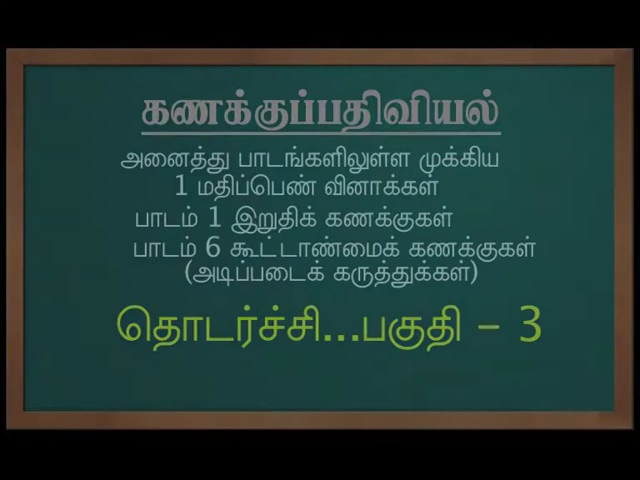 கணக்குப்பதிவியல்
அனைத்து பாடங்களிலுள்ள முக்கிய
1 மதிப்பெண் வினாக்கள்
பாடம் 1 இறுதிக் கணக்குகள்
பாடம் 6 கூட்டாண்மைக் கணக்குகள்
(அடிப்படைக் கருத்துக்கள்)
தொடர்ச்சி...பகுதி – 3